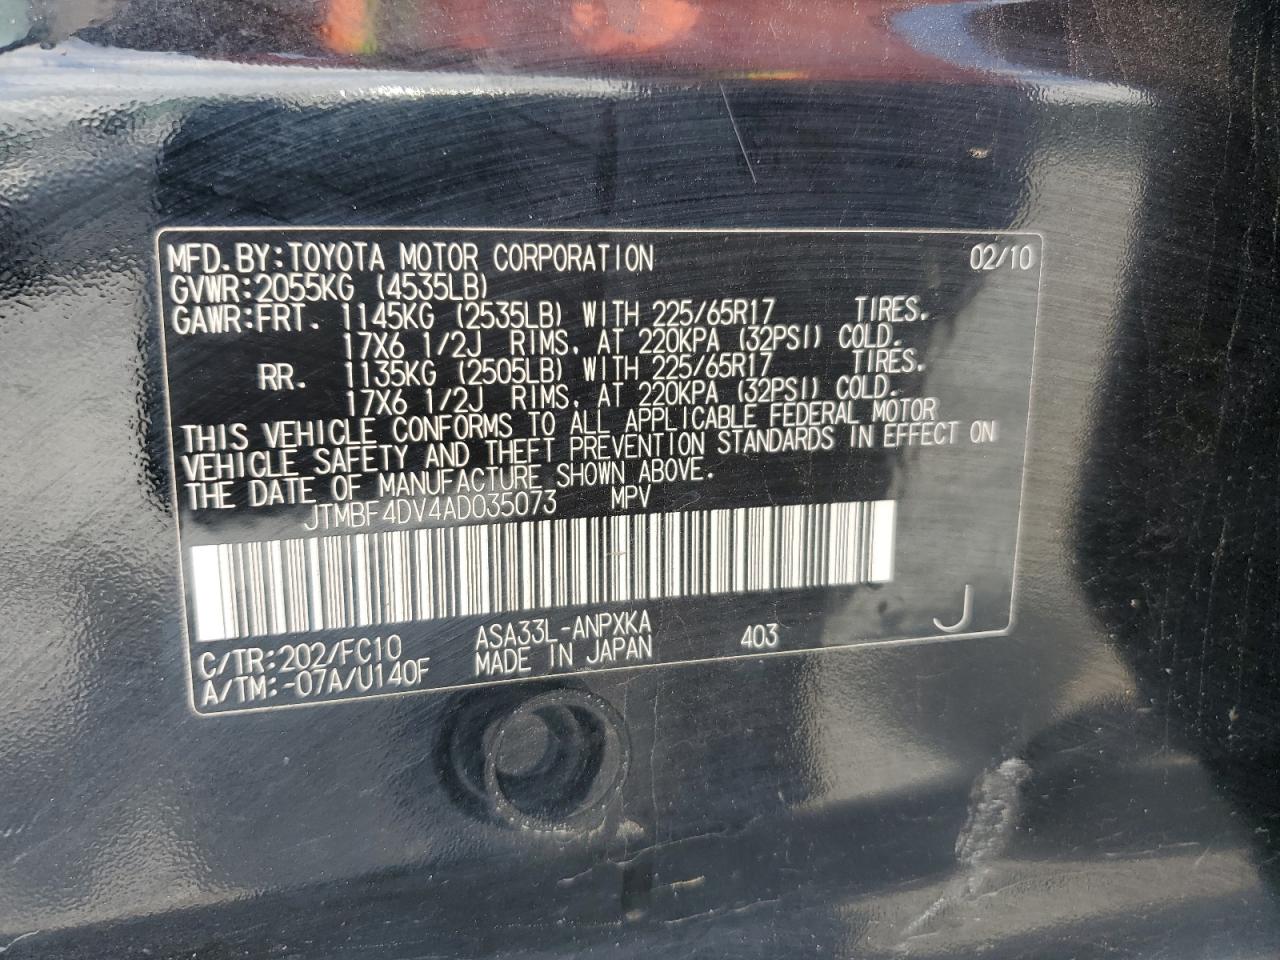 MFD. BY: TOYOTA MOTOR CORPORATION 02/10
GVWR: 2055KG (4535LB)
GAWR: FRT. 1145KG (2535LB) WITH 225/65R17 TIRES.
17X6 1/2J RIMS, AT 220KPA (32PSI) COLD.
RR. 1135KG (2505LB) WITH 225/65R17 TIRES.
17X6 1/2J RIMS, AT 220KPA (32PSI) COLD.
THIS VEHICLE CONFORMS TO ALL APPLICABLE FEDERAL MOTOR
VEHICLE SAFETY AND THEFT PREVENTION STANDARDS IN EFFECT ON
THE DATE OF MANUFACTURE SHOWN ABOVE.
JTMBF4DV4AD035073 MPV
C/TR: 202/FC10 ASA33L-ANPXKA 403 J
A/TM: -07A/U140F MADE IN JAPAN